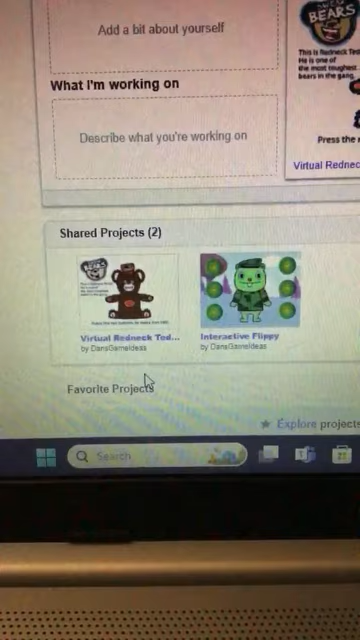 Add a bit about yourself
BEARS
This is Redneck Ted
He is one of
the most toughest
bears in the gang.
What I'm working on
Describe what you're working on
Press the
Virtual Rednec
Shared Projects (2)
BEARS
Virtual Redneck Ted...
by DansGameIdeas
Interactive Flippy
by DansGameIdeas
Favorite Projects
Explore projects
Search